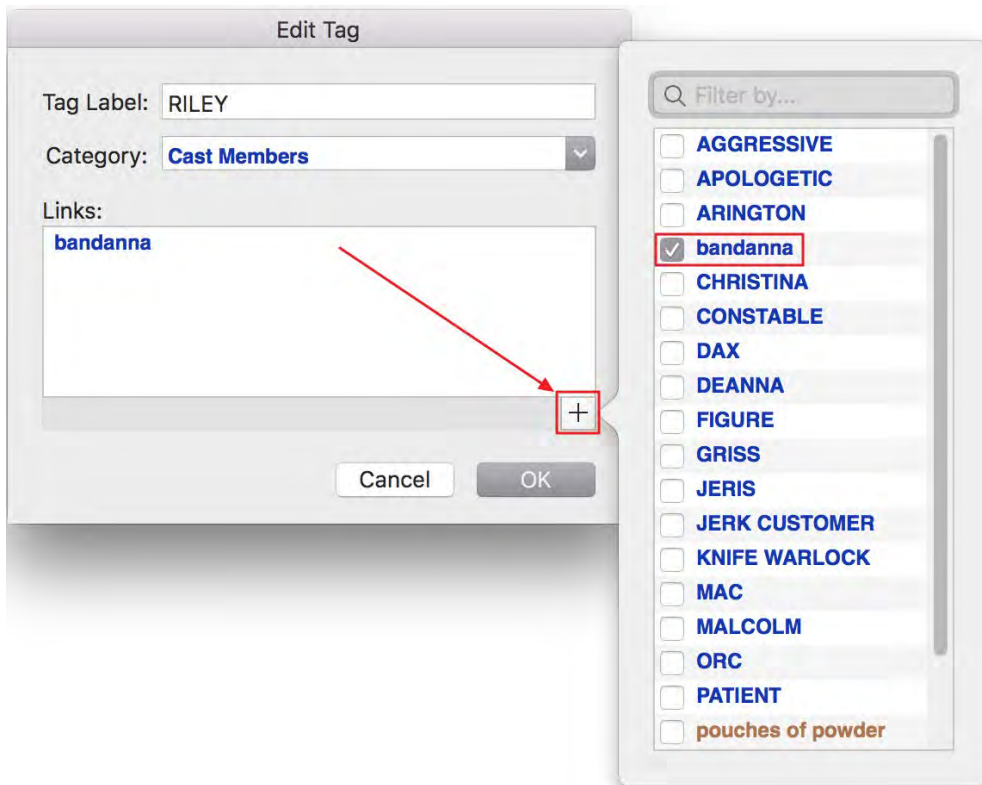 Edit Tag
Tag Label: RILEY
Category: Cast Members
Links:
bandanna
+
Cancel OK
Filter by...
AGGRESSIVE
APOLOGETIC
ARINGTON
bandanna
CHRISTINA
CONSTABLE
DAX
DEANNA
FIGURE
GRISS
JERIS
JERK CUSTOMER
KNIFE WARLOCK
MAC
MALCOLM
ORC
PATIENT
pouches of powder